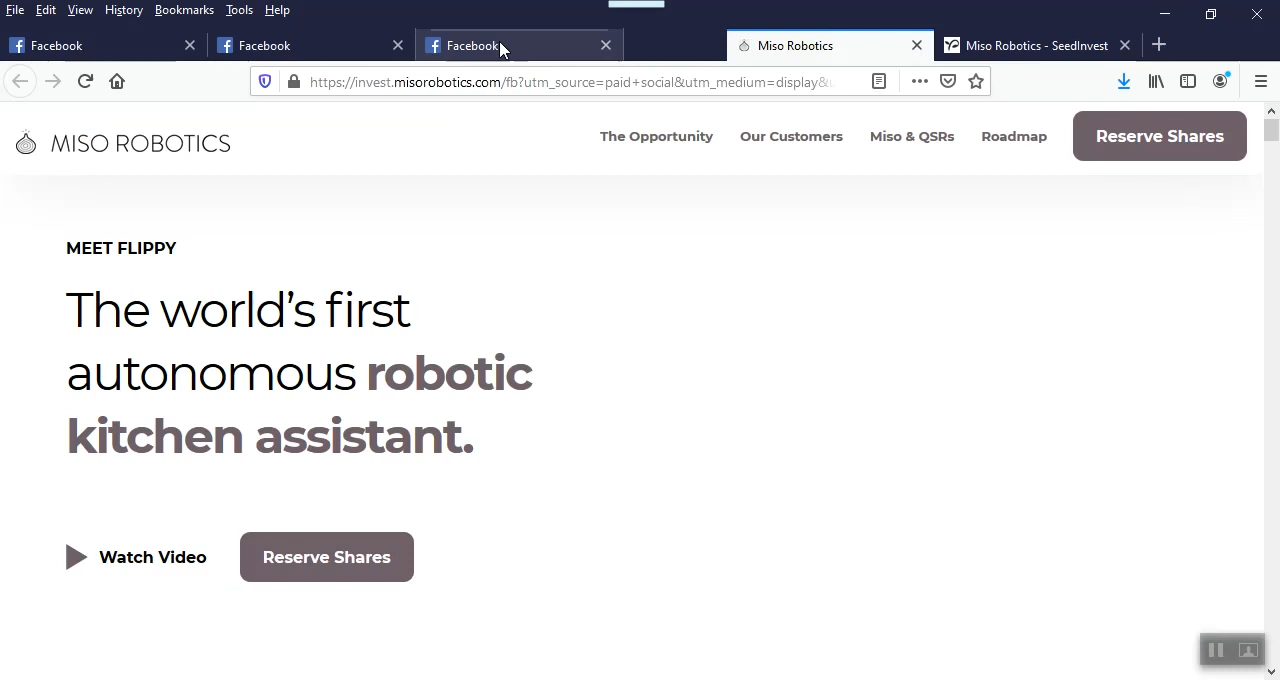 File Edit View History Bookmarks Tools Help
Facebook Facebook Facebook Miso Robotics Miso Robotics - SeedInvest
https://invest.misorobotics.com/fb?utm_source=paid+social&utm_medium=display&
MISO ROBOTICS The Opportunity Our Customers Miso & QSRs Roadmap Reserve Shares
MEET FLIPPY
The world's first
autonomous robotic
kitchen assistant.
Watch Video Reserve Shares